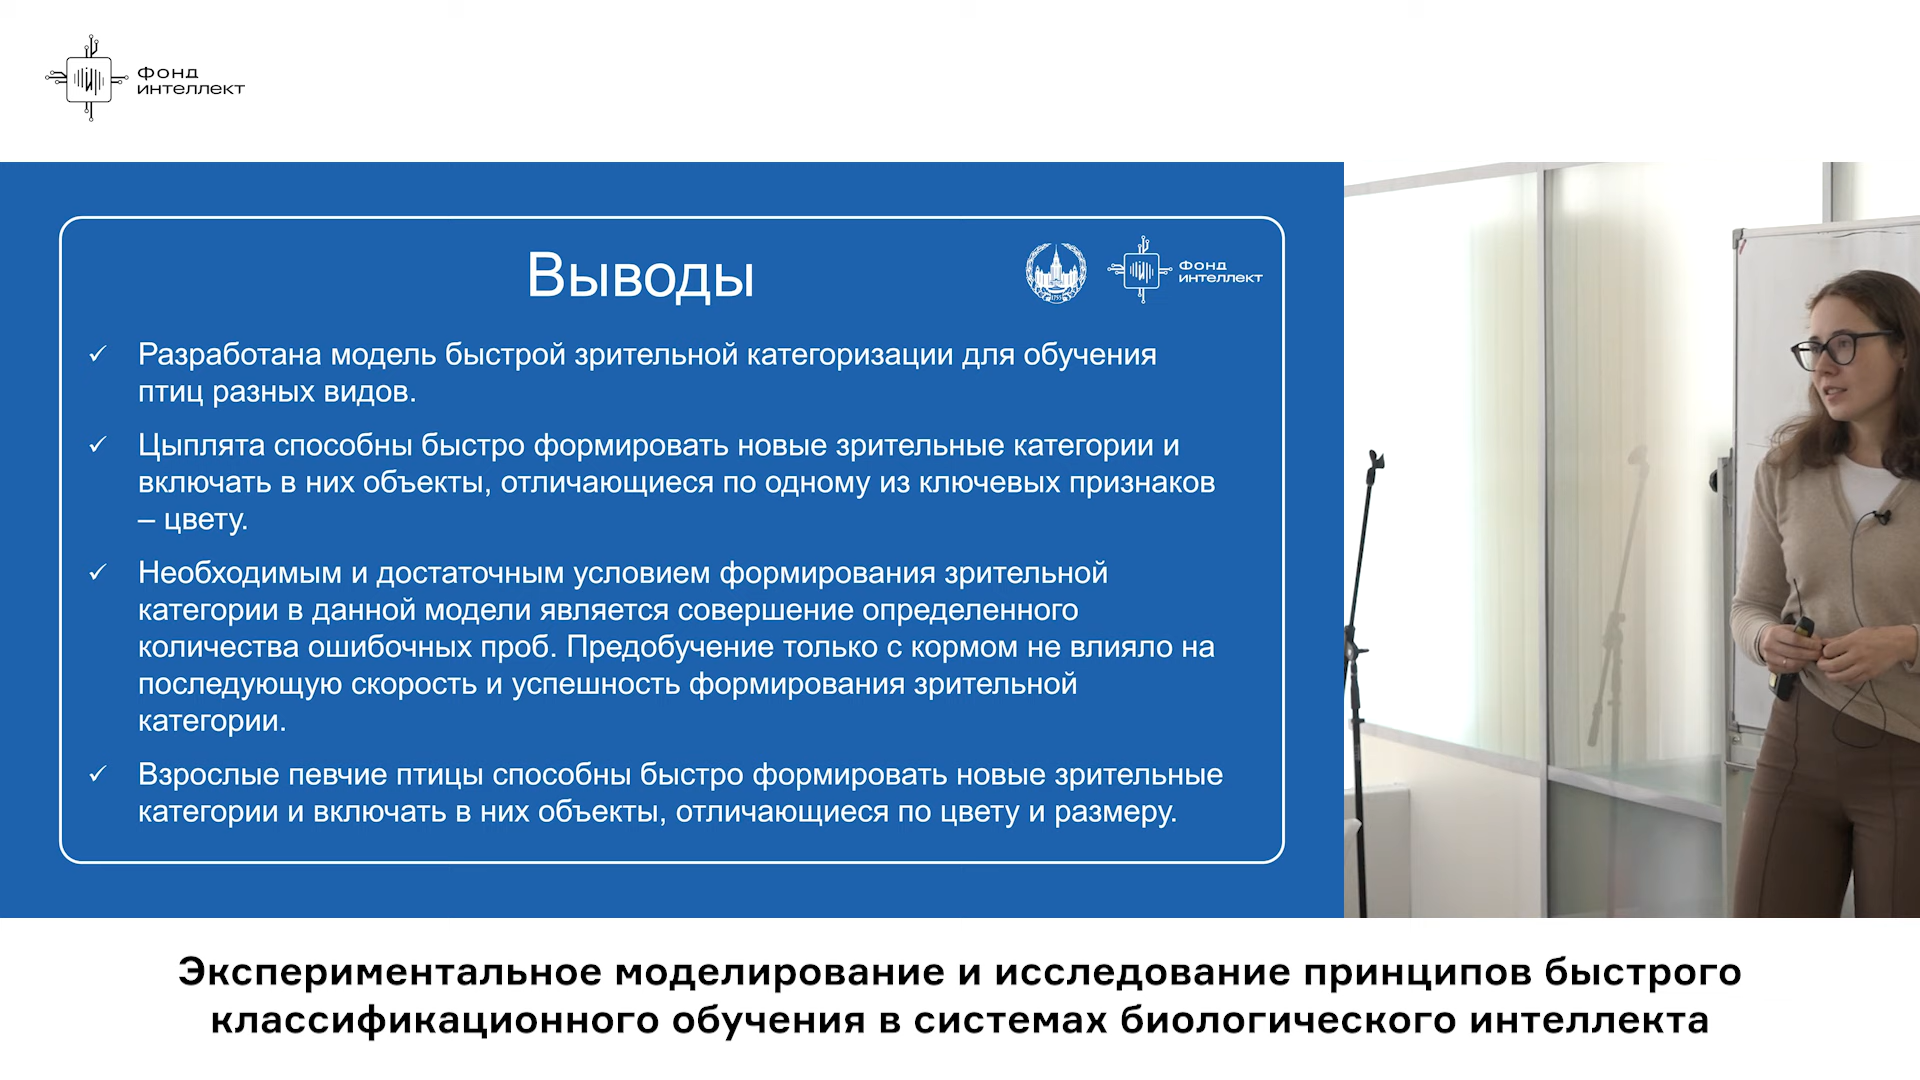 Фонд
интеллект
Выводы
1755
Фонд
интеллект
✓ Разработана модель быстрой зрительной категоризации для обучения
птиц разных видов.
✓ Цыплята способны быстро формировать новые зрительные категории и
включать в них объекты, отличающиеся по одному из ключевых признаков
– цвету.
✓ Необходимым и достаточным условием формирования зрительной
категории в данной модели является совершение определенного
количества ошибочных проб. Предобучение только с кормом не влияло на
последующую скорость и успешность формирования зрительной
категории.
✓ Взрослые певчие птицы способны быстро формировать новые зрительные
категории и включать в них объекты, отличающиеся по цвету и размеру.
Экспериментальное моделирование и исследование принципов быстрого
классификационного обучения в системах биологического интеллекта